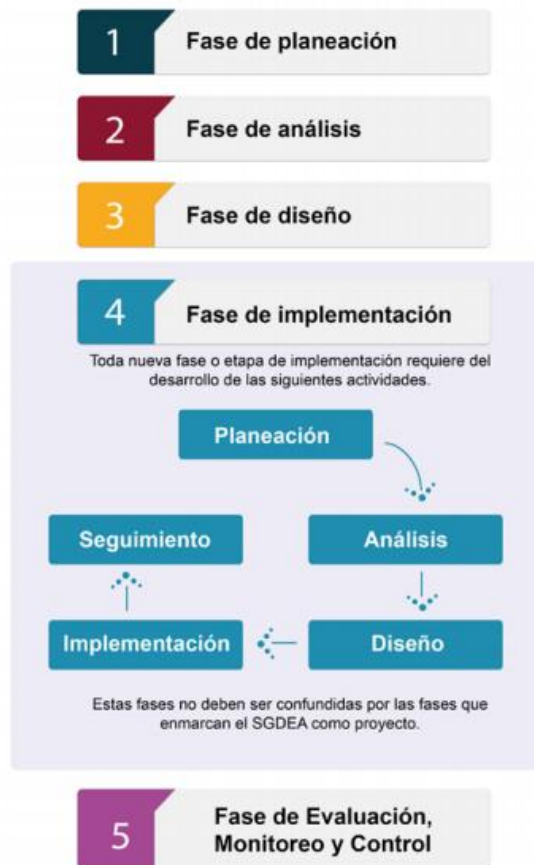 1
Fase de planeación
2
Fase de análisis
3
Fase de diseño
4
Fase de implementación
Toda nueva fase o etapa de implementación requiere del
desarrollo de las siguientes actividades.
Planeación
Seguimiento
Análisis
Implementación
Diseño
Estas fases no deben ser confundidas por las fases que
enmarcan el SGDEA como proyecto.
5
Fase de Evaluación,
Monitoreo y Control